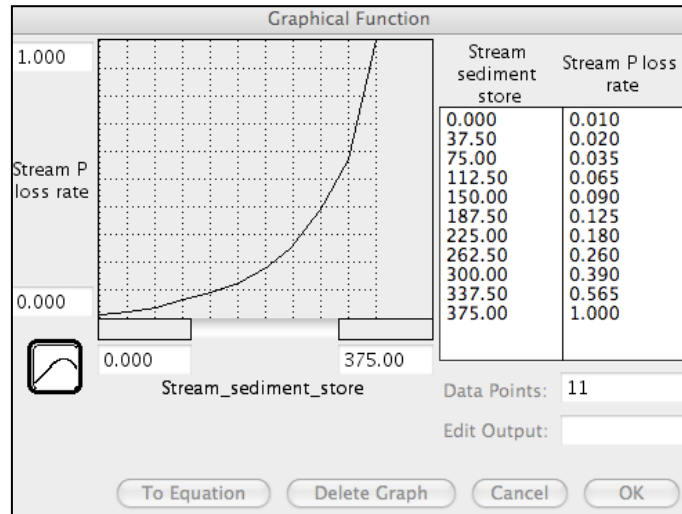 Graphical Function
1.000
Stream P
loss rate
0.000
0.000
375.00
Stream_sediment_store
Stream
sediment
store
Stream P loss
rate
0.000 0.010
37.50 0.020
75.00 0.035
112.50 0.065
150.00 0.090
187.50 0.125
225.00 0.180
262.50 0.260
300.00 0.390
337.50 0.565
375.00 1.000
Data Points: 11
Edit Output:
To Equation
Delete Graph
Cancel
OK